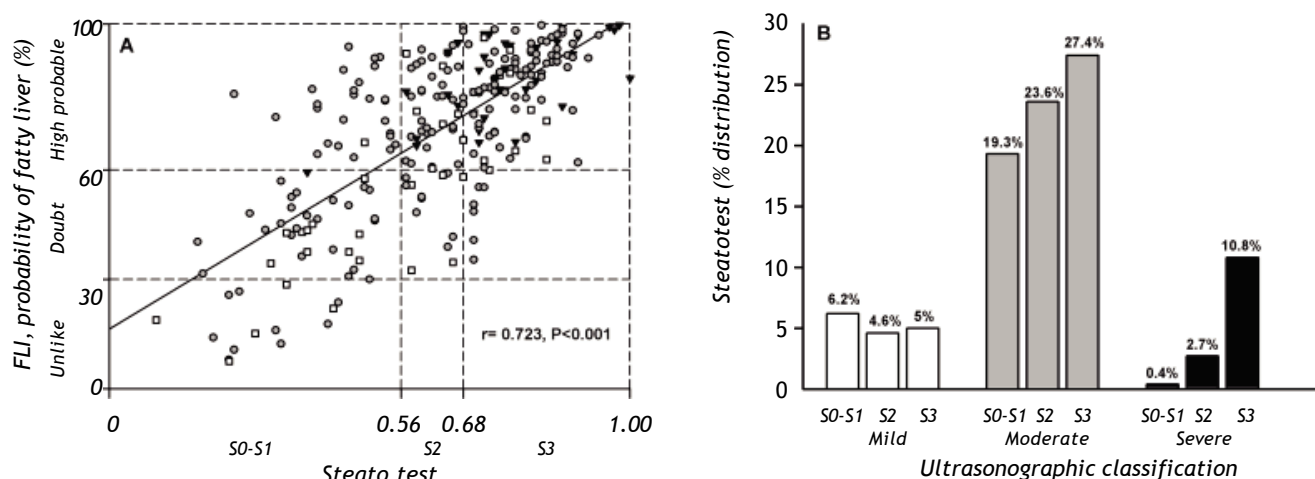 A
FLI, probability of fatty liver (%)
Unlike
Doubt
High probable
100
60
30
0
r= 0.723, P<0.001
0
0.56
0.68
1.00
S0-S1
S2
S3
Steato test
B
Steatotest (% distribution)
30
25
20
15
10
5
0
6.2%
4.6%
5%
19.3%
23.6%
27.4%
0.4%
2.7%
10.8%
S0-S1 S2 S3 S0-S1 S2 S3 S0-S1 S2 S3
Mild Moderate Severe
Ultrasonographic classification